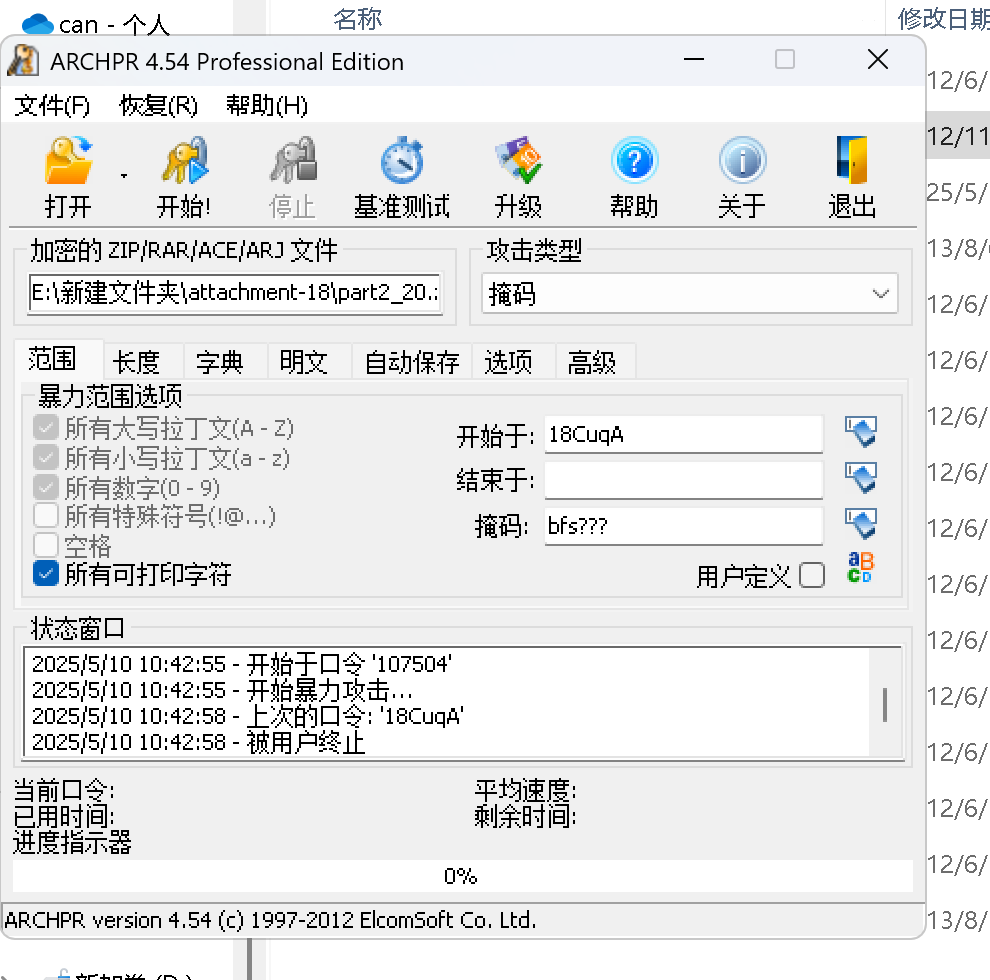 can - 个人
名称
修改日期
ARCHPR 4.54 Professional Edition
文件(F) 恢复(R) 帮助(H)
打开 开始! 停止 基准测试 升级 帮助 关于 退出
加密的 ZIP/RAR/ACE/ARJ 文件
攻击类型
E:\新建文件夹\attachment-18\part2_20.
掩码
范围 长度 字典 明文 自动保存 选项 高级
暴力范围选项
所有大写拉丁文(A - Z)
所有小写拉丁文(a - z)
所有数字(0 - 9)
所有特殊符号(!@...)
空格
所有可打印字符
开始于: 18CuqA
结束于:
掩码: bfs???
用户定义
aB
CD
状态窗口
2025/5/10 10:42:55 - 开始于口令 '107504'
2025/5/10 10:42:55 - 开始暴力攻击...
2025/5/10 10:42:58 - 上次的口令: '18CuqA'
2025/5/10 10:42:58 - 被用户终止
当前口令:
平均速度:
已用时间:
剩余时间:
进度指示器
0%
ARCHPR version 4.54 (c) 1997-2012 ElcomSoft Co. Ltd.
12/6/
12/11
25/5/
13/8/
12/6/
12/6/
12/6/
12/6/
12/6/
12/6/
12/6/
12/6/
12/6/
12/6/
12/6/
13/8/